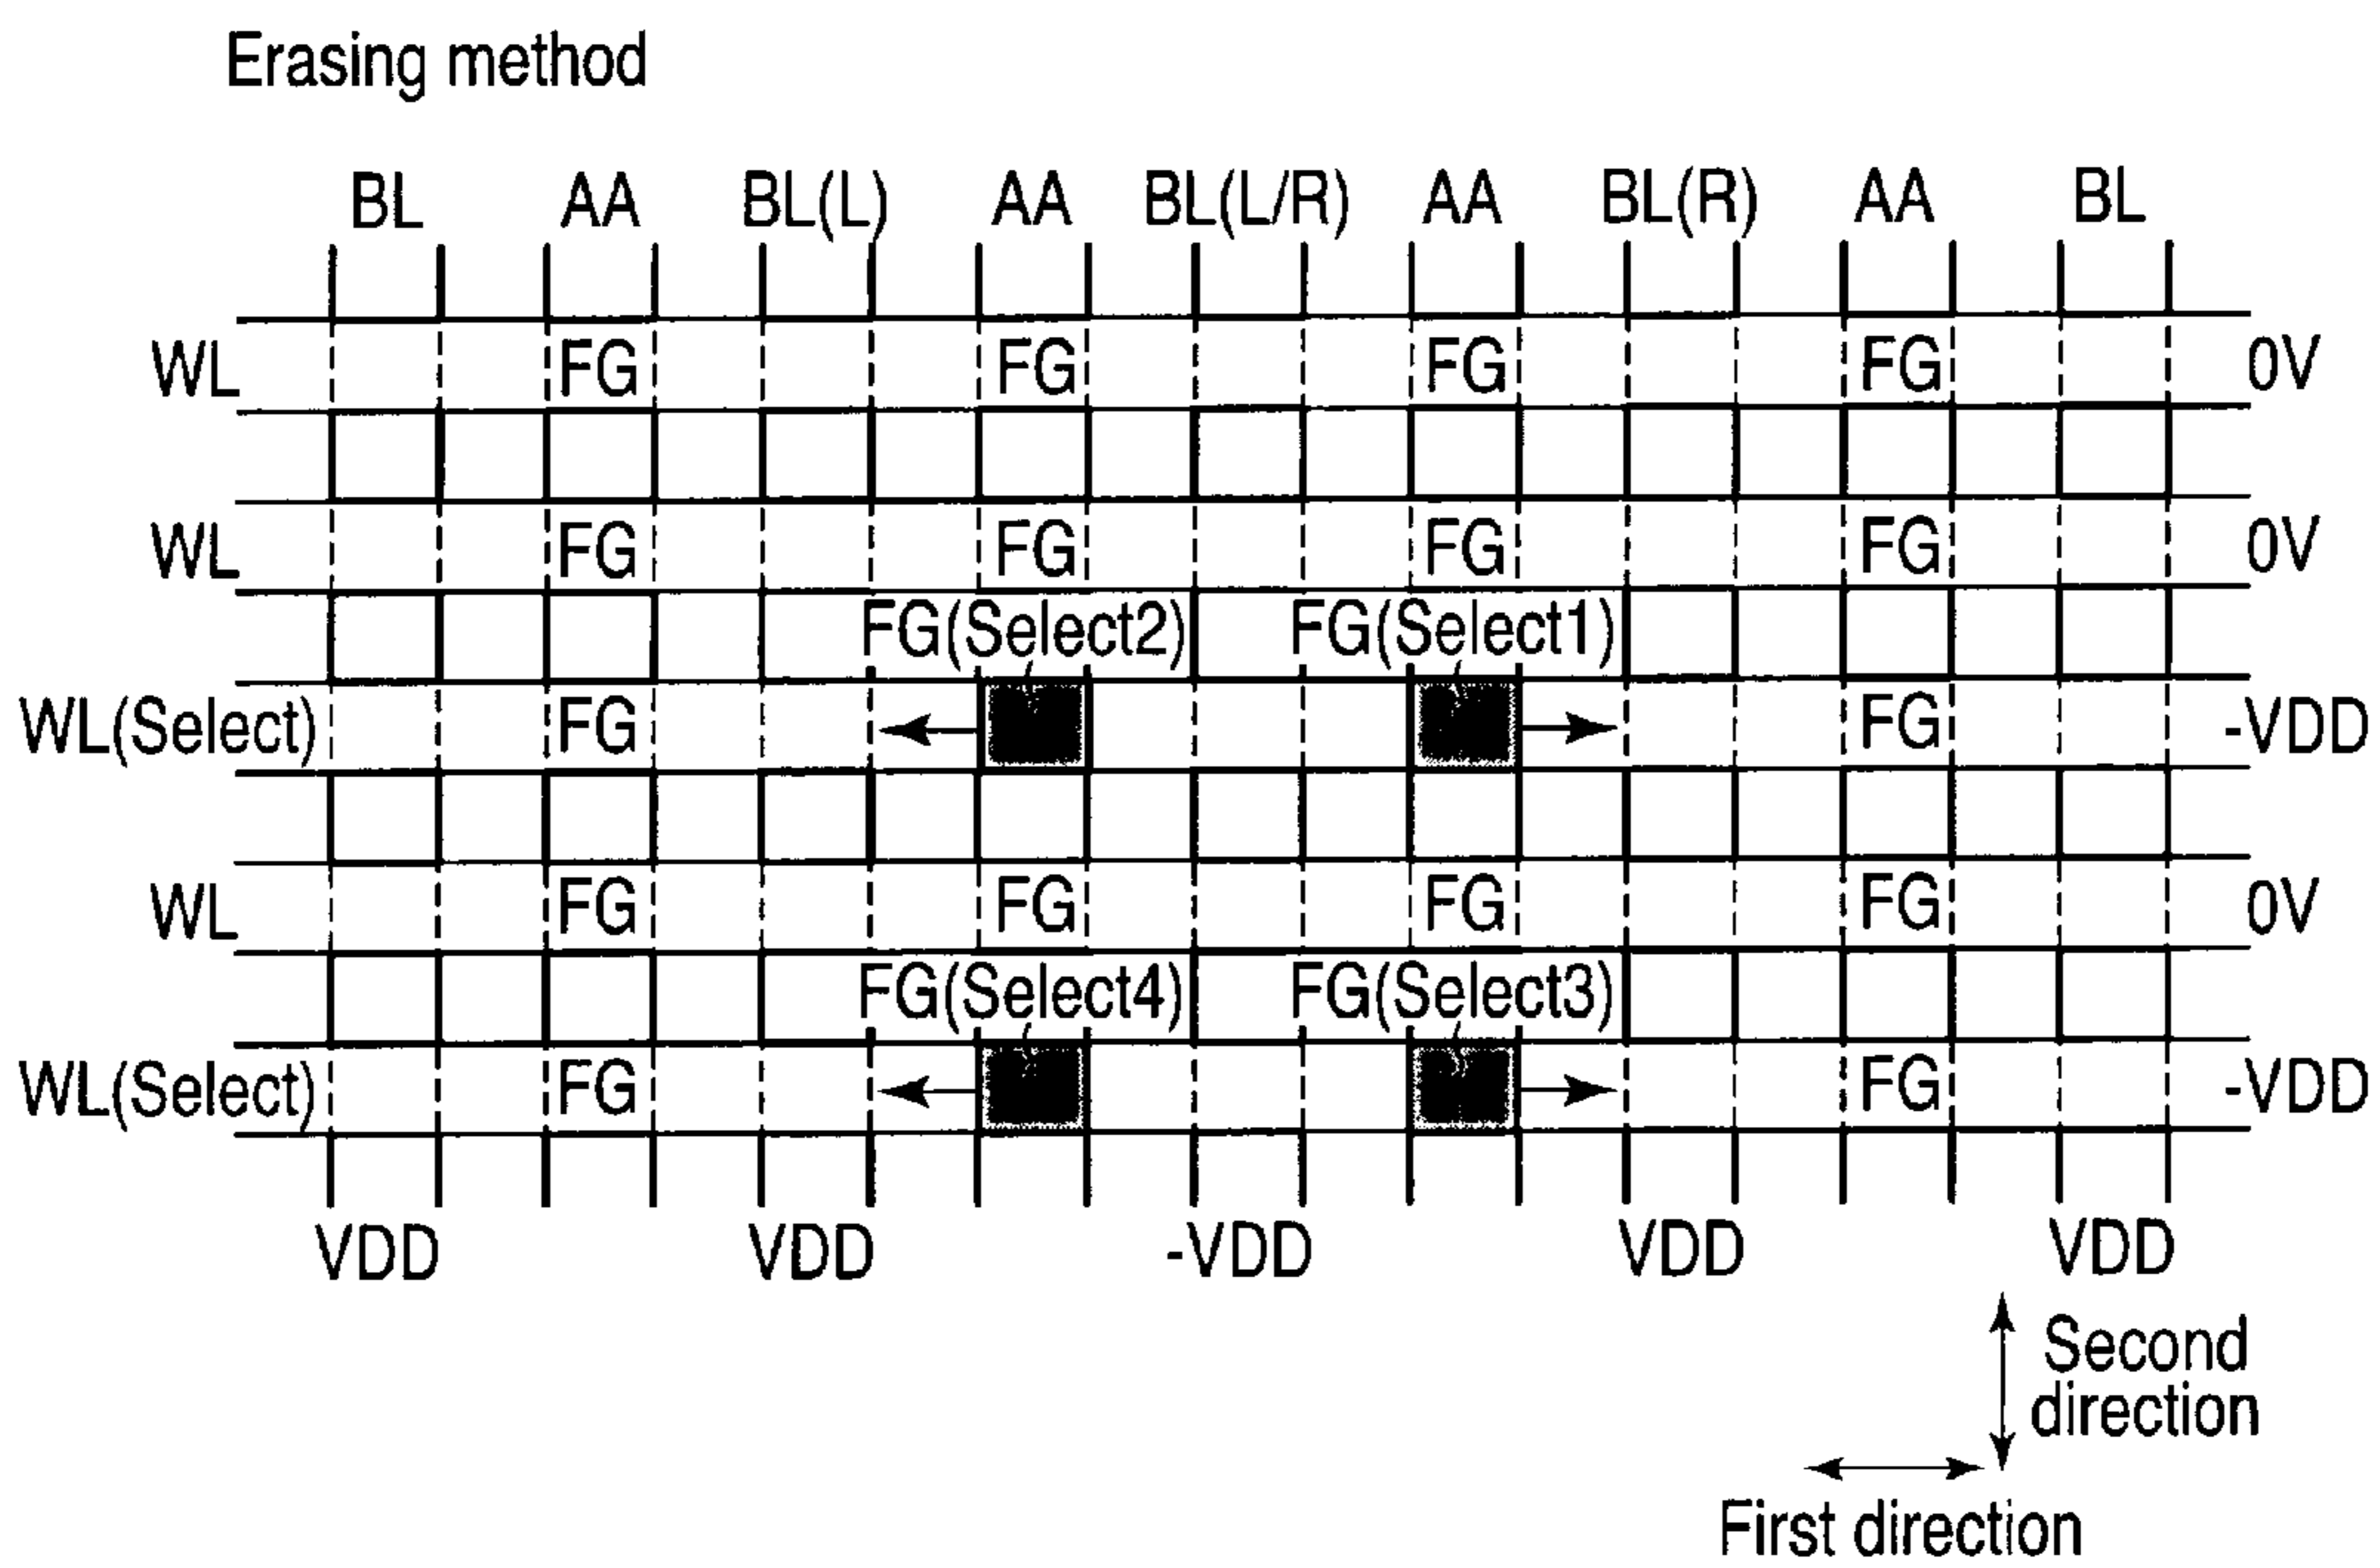 Erasing method
BL AA BL(L) AA BL(L/R) AA BL(R) AA BL
WL FG FG FG FG 0V
WL FG FG FG FG 0V
FG(Select2) FG(Select1)
WL(Select) FG FG -VDD
WL FG FG FG FG 0V
FG(Select4) FG(Select3)
WL(Select) FG FG -VDD
VDD VDD -VDD VDD VDD
Second
direction
First direction